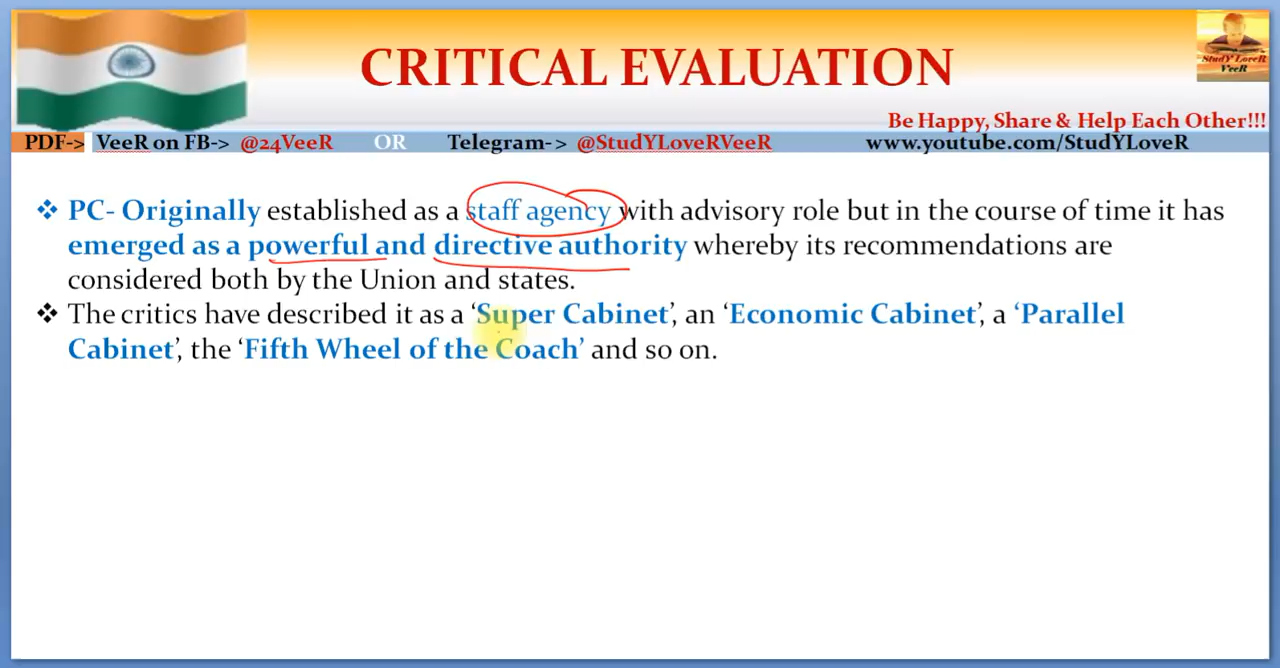 CRITICAL EVALUATION
StudY LoveR
VeeR
Be Happy, Share & Help Each Other!!!
PDF-> VeeR on FB-> @24VeeR OR Telegram-> @StudYLoveRVeeR www.youtube.com/StudYLoveR
❖ PC- Originally established as a staff agency with advisory role but in the course of time it has
emerged as a powerful and directive authority whereby its recommendations are
considered both by the Union and states.
❖ The critics have described it as a ‘Super Cabinet’, an ‘Economic Cabinet’, a ‘Parallel
Cabinet’, the ‘Fifth Wheel of the Coach’ and so on.